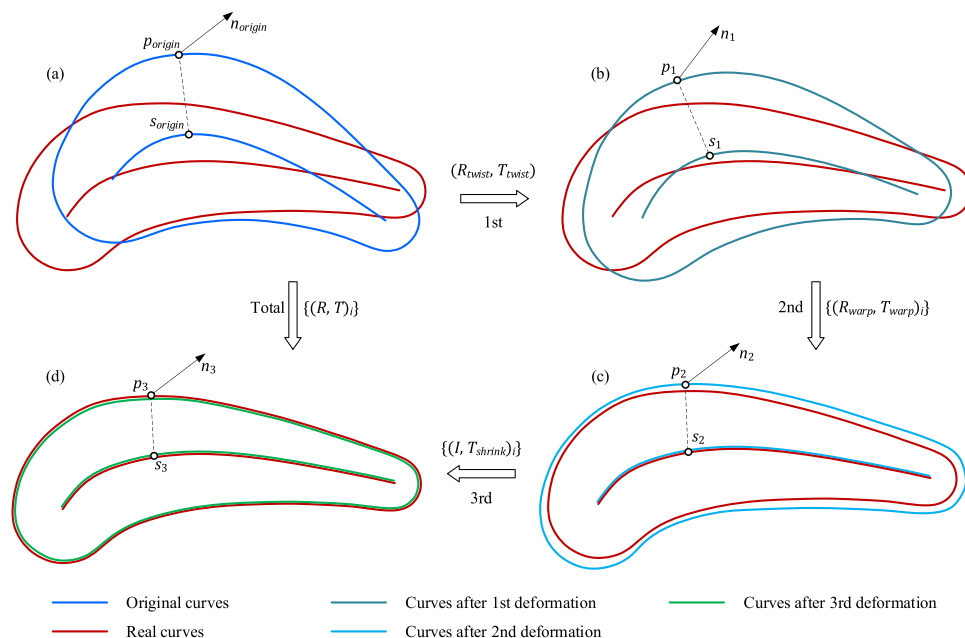 (a)
n_origin
p_origin
s_origin
(b)
n_1
p_1
s_1
(R_twist, T_twist)
1st
Total {(R, T)_i}
2nd {(R_warp, T_warp)_i}
(d)
n_3
p_3
s_3
(c)
n_2
p_2
s_2
{(I, T_shrink)_i}
3rd
Original curves
Curves after 1st deformation
Curves after 3rd deformation
Real curves
Curves after 2nd deformation